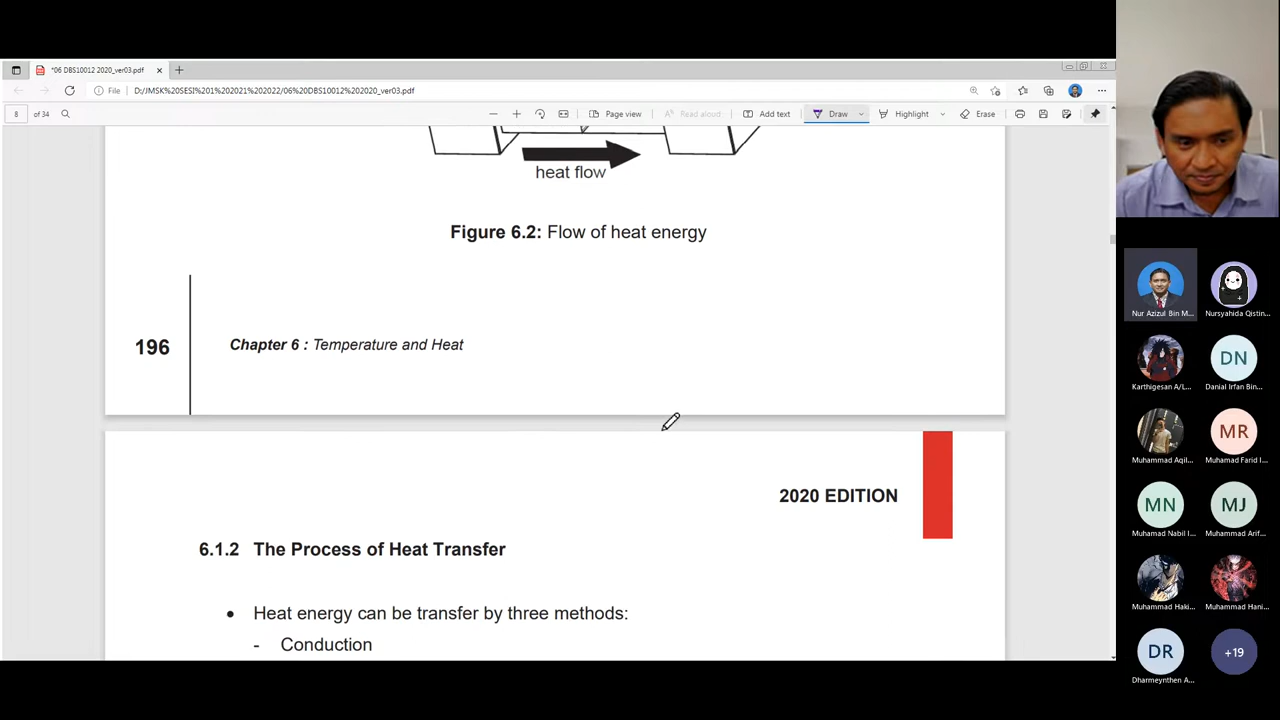 *06 DBS10012 2020_ver03.pdf
File
D:/JMSK%20SESI%201%202021%202022/06%20DBS10012%202020_ver03.pdf
8 of 34
Page view
Read aloud
Add text
Draw
Highlight
Erase
heat flow
Figure 6.2: Flow of heat energy
196
Chapter 6 : Temperature and Heat
2020 EDITION
6.1.2 The Process of Heat Transfer
• Heat energy can be transfer by three methods:
- Conduction
Nur Azizul Bin M...
Nursyahida Qistin...
Karthigesan A/L...
DN
Danial Irfan Bin...
Muhammad Aqil...
MR
Muhamad Farid I...
MN
Muhamad Nabil I...
MJ
Muhammad Arif...
Muhammad Haki...
Muhammad Hani...
DR
Dharmeynthen A...
+19